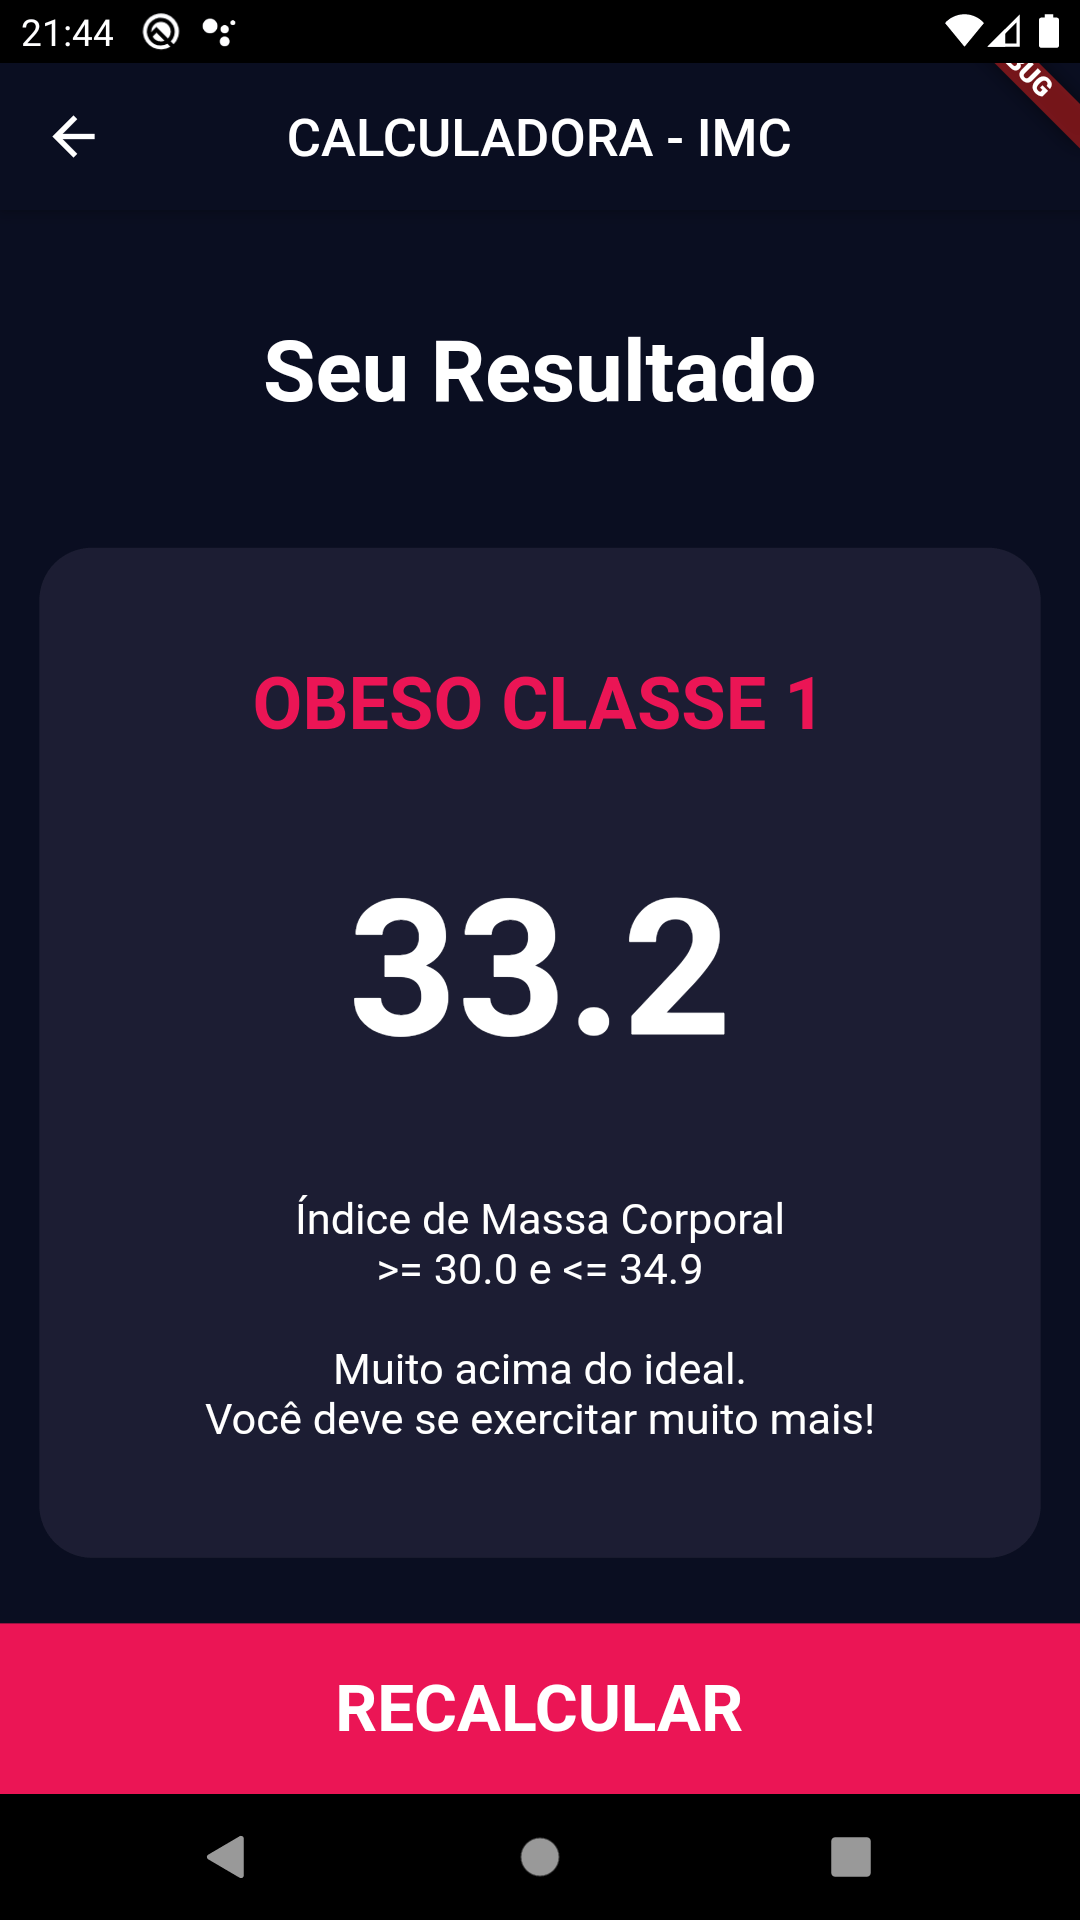 21:44
BUG
CALCULADORA - IMC
Seu Resultado
OBESO CLASSE 1
33.2
Índice de Massa Corporal
>= 30.0 e <= 34.9
Muito acima do ideal.
Você deve se exercitar muito mais!
RECALCULAR